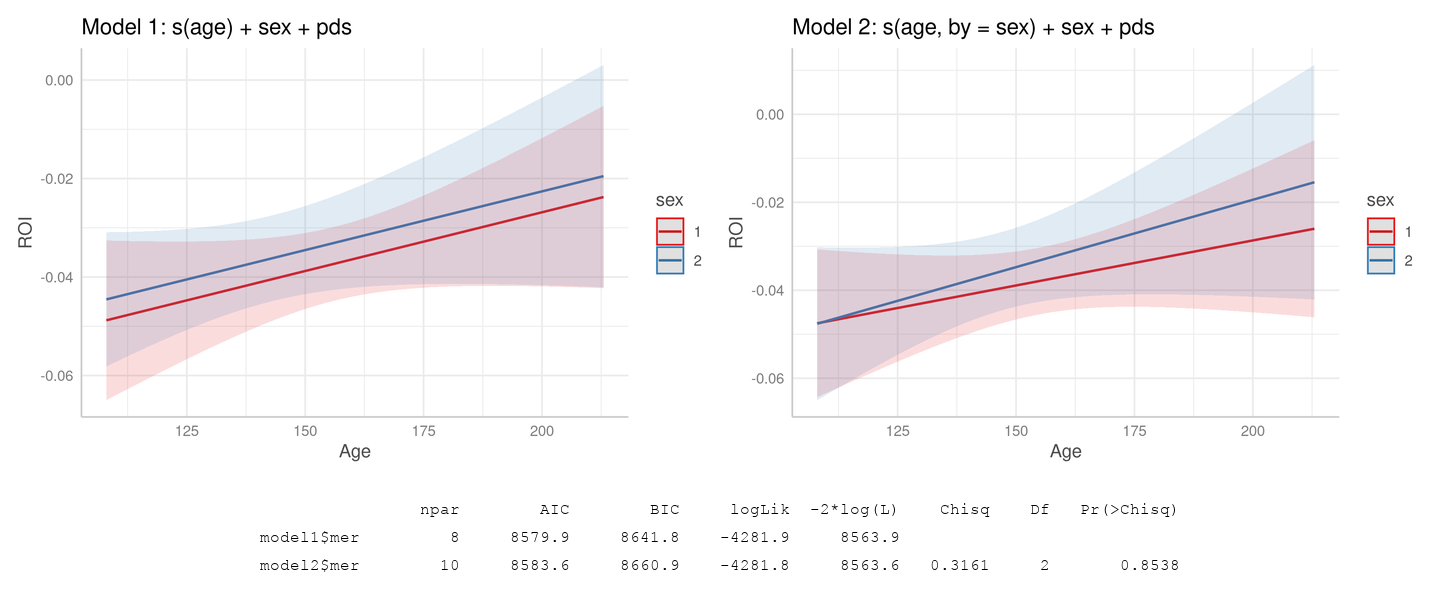 Model 1: s(age) + sex + pds
0.00
-0.02
-0.04
-0.06
ROI
125 150 175 200
Age
sex
1
2
Model 2: s(age, by = sex) + sex + pds
0.00
-0.02
-0.04
-0.06
ROI
125 150 175 200
Age
sex
1
2
npar AIC BIC logLik -2*log(L) Chisq Df Pr(>Chisq)
model1$mer 8 8579.9 8641.8 -4281.9 8563.9
model2$mer 10 8583.6 8660.9 -4281.8 8563.6 0.3161 2 0.8538